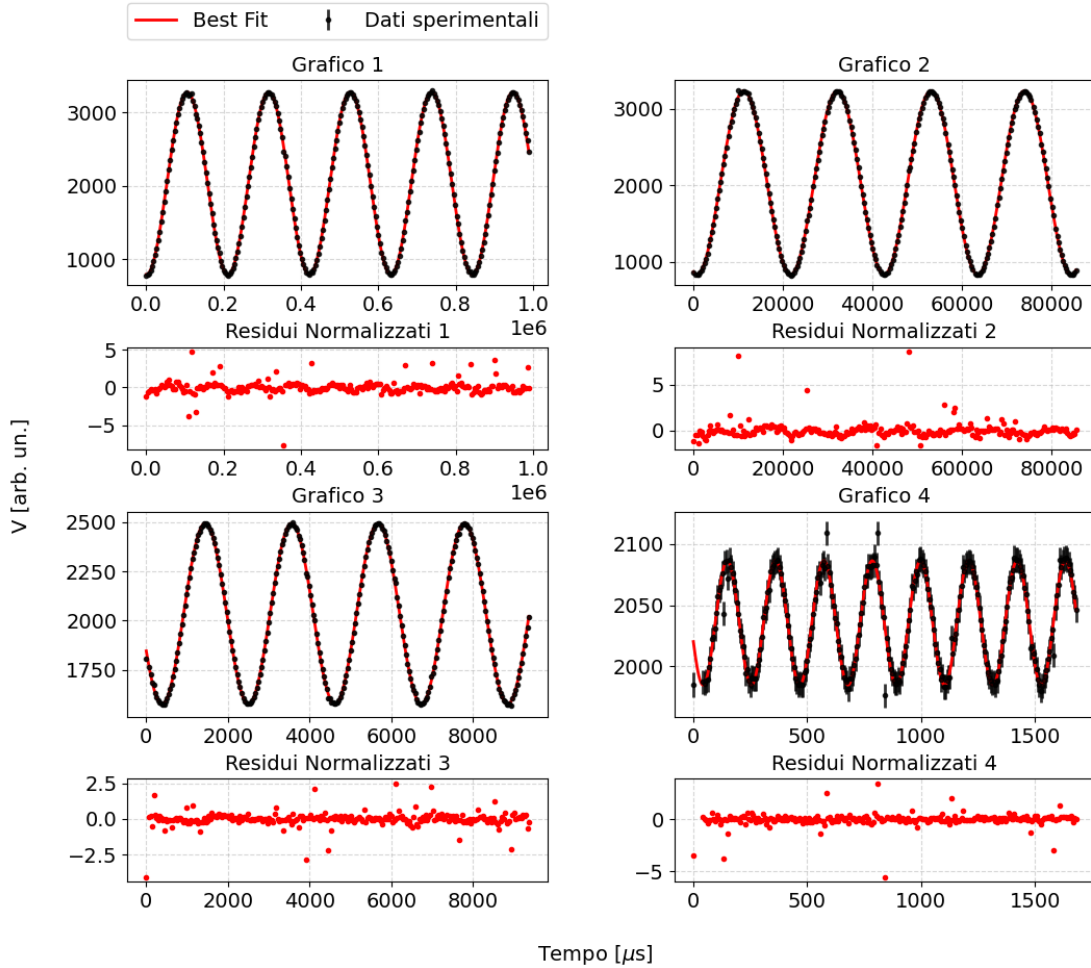 Best Fit Dati sperimentali
Grafico 1
3000
2000
1000
0.0 0.2 0.4 0.6 0.8 1.0
1e6
Grafico 2
3000
2000
1000
0 20000 40000 60000 80000
Residui Normalizzati 1
5
0
−5
0.0 0.2 0.4 0.6 0.8 1.0
1e6
Residui Normalizzati 2
5
0
0 20000 40000 60000 80000
V [arb. un.]
Grafico 3
2500
2250
2000
1750
0 2000 4000 6000 8000
Grafico 4
2100
2050
2000
0 500 1000 1500
Residui Normalizzati 3
2.5
0.0
−2.5
0 2000 4000 6000 8000
Residui Normalizzati 4
0
−5
0 500 1000 1500
Tempo [μs]